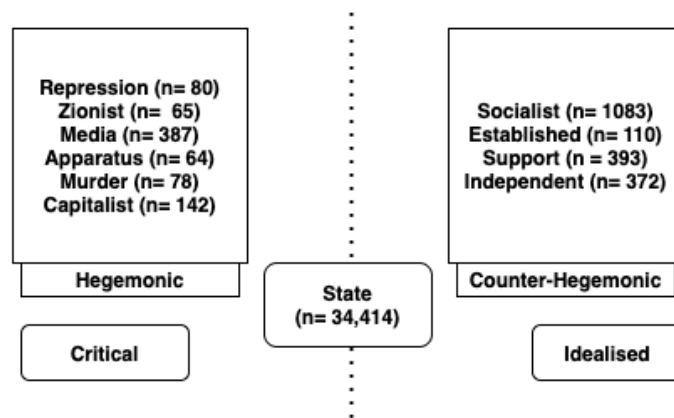 Repression (n= 80)
Zionist (n= 65)
Media (n= 387)
Apparatus (n= 64)
Murder (n= 78)
Capitalist (n= 142)
Hegemonic
Critical
State
(n= 34,414)
Socialist (n= 1083)
Established (n= 110)
Support (n = 393)
Independent (n= 372)
Counter-Hegemonic
Idealised